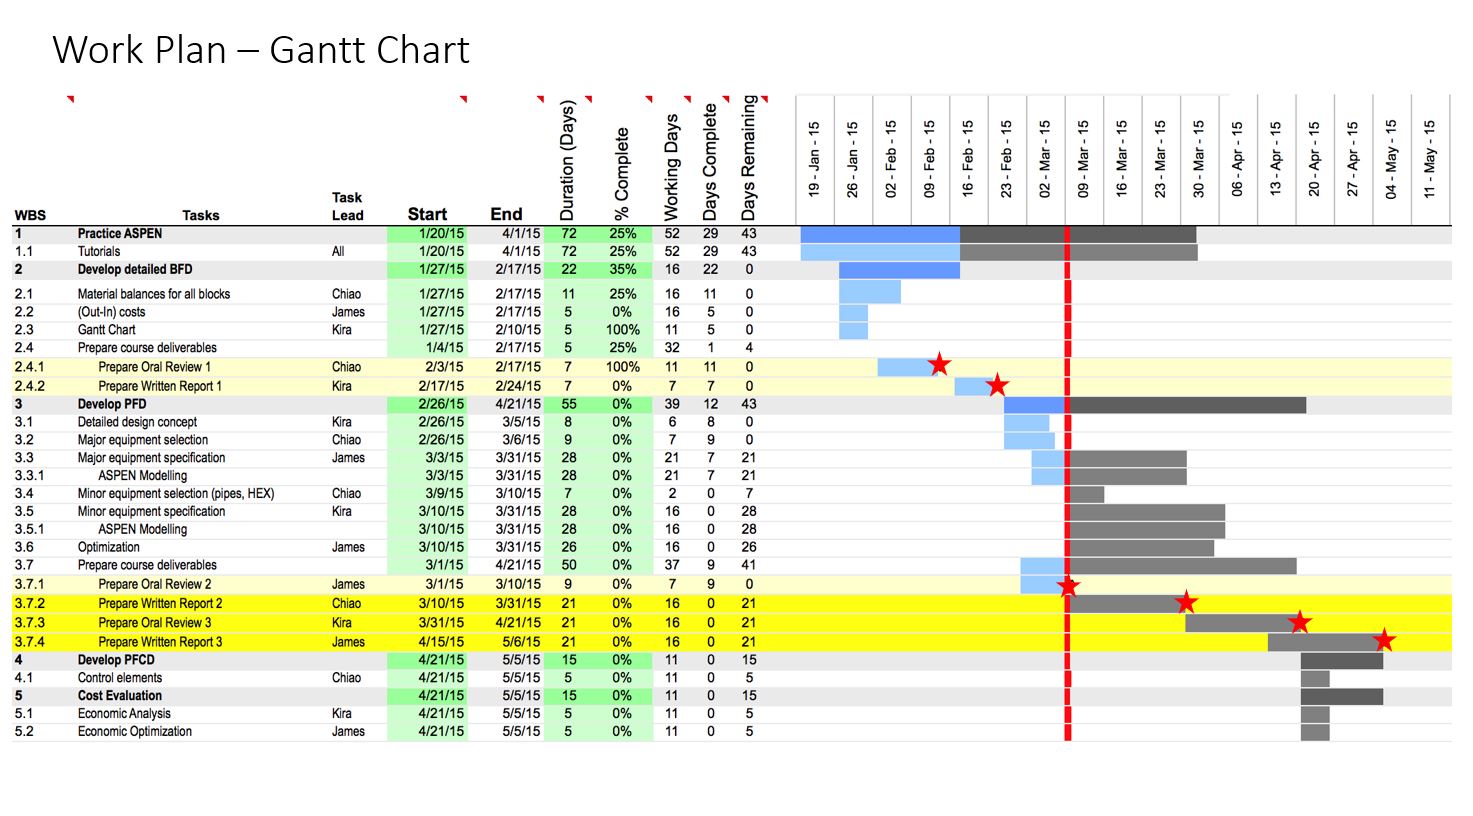 Work Plan – Gantt Chart
WBS Tasks Task Lead Start End Duration (Days) % Complete Working Days Days Complete Days Remaining 19 - Jan - 15 26 - Jan - 15 02 - Feb - 15 09 - Feb - 15 16 - Feb - 15 23 - Feb - 15 02 - Mar - 15 09 - Mar - 15 16 - Mar - 15 23 - Mar - 15 30 - Mar - 15 06 - Apr - 15 13 - Apr - 15 20 - Apr - 15 27 - Apr - 15 04 - May - 15 11 - May - 15
1 Practice ASPEN 1/20/15 4/1/15 72 25% 52 29 43
1.1 Tutorials All 1/20/15 4/1/15 72 25% 52 29 43
2 Develop detailed BFD 1/27/15 2/17/15 22 35% 16 22 0
2.1 Material balances for all blocks Chiao 1/27/15 2/17/15 11 25% 16 11 0
2.2 (Out-In) costs James 1/27/15 2/17/15 5 0% 16 5 0
2.3 Gantt Chart Kira 1/27/15 2/10/15 5 100% 11 5 0
2.4 Prepare course deliverables 1/4/15 2/17/15 5 25% 32 1 4
2.4.1 Prepare Oral Review 1 Chiao 2/3/15 2/17/15 7 100% 11 11 0
2.4.2 Prepare Written Report 1 Kira 2/17/15 2/24/15 7 0% 7 7 0
3 Develop PFD 2/26/15 4/21/15 55 0% 39 12 43
3.1 Detailed design concept Kira 2/26/15 3/5/15 8 0% 6 8 0
3.2 Major equipment selection Chiao 2/26/15 3/6/15 9 0% 7 9 0
3.3 Major equipment specification James 3/3/15 3/31/15 28 0% 21 7 21
3.3.1 ASPEN Modelling 3/3/15 3/31/15 28 0% 21 7 21
3.4 Minor equipment selection (pipes, HEX) Chiao 3/9/15 3/10/15 7 0% 2 0 7
3.5 Minor equipment specification Kira 3/10/15 3/31/15 28 0% 16 0 28
3.5.1 ASPEN Modelling 3/10/15 3/31/15 28 0% 16 0 28
3.6 Optimization James 3/10/15 3/31/15 26 0% 16 0 26
3.7 Prepare course deliverables 3/1/15 4/21/15 50 0% 37 9 41
3.7.1 Prepare Oral Review 2 James 3/1/15 3/10/15 9 0% 7 9 0
3.7.2 Prepare Written Report 2 Chiao 3/10/15 3/31/15 21 0% 16 0 21
3.7.3 Prepare Oral Review 3 Kira 3/31/15 4/21/15 21 0% 16 0 21
3.7.4 Prepare Written Report 3 James 4/15/15 5/6/15 21 0% 16 0 21
4 Develop PFCD 4/21/15 5/5/15 15 0% 11 0 15
4.1 Control elements Chiao 4/21/15 5/5/15 5 0% 11 0 5
5 Cost Evaluation 4/21/15 5/5/15 15 0% 11 0 15
5.1 Economic Analysis Kira 4/21/15 5/5/15 5 0% 11 0 5
5.2 Economic Optimization James 4/21/15 5/5/15 5 0% 11 0 5